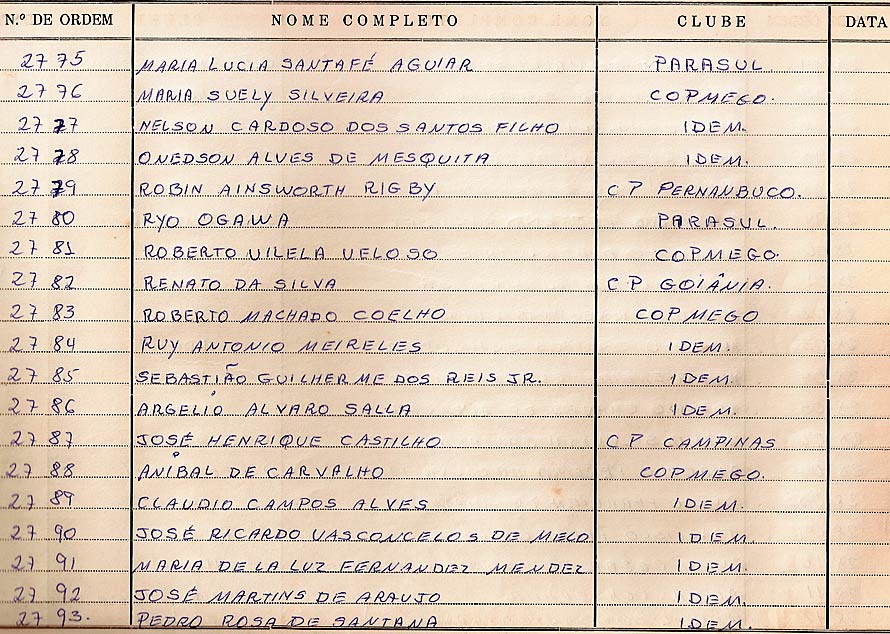 N.º DE ORDEM NOME COMPLETO CLUBE DATA
2775 MARIA LUCIA SANTAFÉ AGUIAR PARASUL
2776 MARIA SUELY SILVEIRA COPMEGO.
2777 NELSON CARDOSO DOS SANTOS FILHO IDEM.
2778 ONEDSON ALVES DE MESQUITA IDEM.
2779 ROBIN AINSWORTH RIGBY CP PERNAMBUCO.
2780 RYO OGAWA PARASUL.
2781 ROBERTO VILELA VELOSO COPMEGO.
2782 RENATO DA SILVA CP GOIÂNIA.
2783 ROBERTO MACHADO COELHO COPMEGO
2784 RUY ANTONIO MEIRELES IDEM.
2785 SEBASTIÃO GUILHERME DOS REIS JR. IDEM.
2786 ARGELIO ALVARO SALLA IDEM.
2787 JOSÉ HENRIQUE CASTILHO CP CAMPINAS
2788 ANIBAL DE CARVALHO COPMEGO.
2789 CLAUDIO CAMPOS ALVES IDEM.
2790 JOSÉ RICARDO VASCONCELOS DE MELO IDEM.
2791 MARIA DE LA LUZ FERNANDEZ MENDEZ IDEM.
2792 JOSÉ MARTINS DE ARAUJO IDEM.
2793. PEDRO ROSA DE SANTANA IDEM.